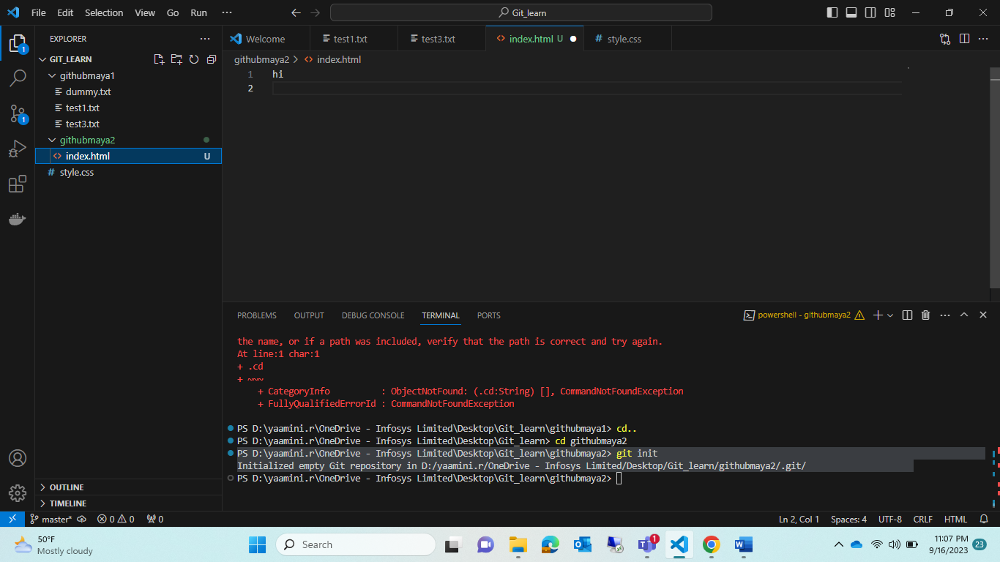 File Edit Selection View Go Run ··· Git_learn
EXPLORER ···
GIT_LEARN
githubmaya1
dummy.txt
test1.txt
test3.txt
githubmaya2
index.html U
style.css
OUTLINE
TIMELINE
Welcome test1.txt test3.txt index.html U style.css ···
githubmaya2 > index.html
1 hi
2
PROBLEMS OUTPUT DEBUG CONSOLE TERMINAL PORTS powershell - githubmaya2 ···
the name, or if a path was included, verify that the path is correct and try again.
At line:1 char:1
+ .cd
+ ~~~
+ CategoryInfo : ObjectNotFound: (.cd:String) [], CommandNotFoundException
+ FullyQualifiedErrorId : CommandNotFoundException
PS D:\yaamini.r\OneDrive - Infosys Limited\Desktop\Git_learn\githubmaya1> cd..
PS D:\yaamini.r\OneDrive - Infosys Limited\Desktop\Git_learn> cd githubmaya2
PS D:\yaamini.r\OneDrive - Infosys Limited\Desktop\Git_learn\githubmaya2> git init
Initialized empty Git repository in D:/yaamini.r/OneDrive - Infosys Limited/Desktop/Git_learn/githubmaya2/.git/
PS D:\yaamini.r\OneDrive - Infosys Limited\Desktop\Git_learn\githubmaya2>
1
1
master* 0 0 0 Ln 2, Col 1 Spaces: 4 UTF-8 CRLF HTML
50°F
Mostly cloudy
Search
1
11:07 PM
9/16/2023
23